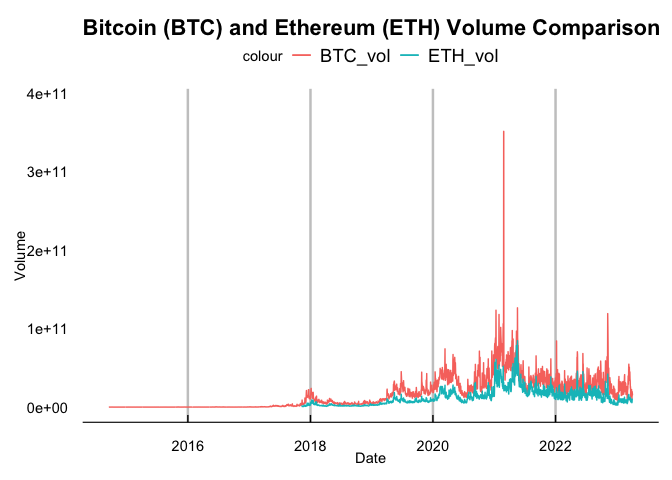 Bitcoin (BTC) and Ethereum (ETH) Volume Comparison
colour BTC_vol ETH_vol
4e+11
3e+11
2e+11
1e+11
0e+00
Volume
2016 2018 2020 2022
Date